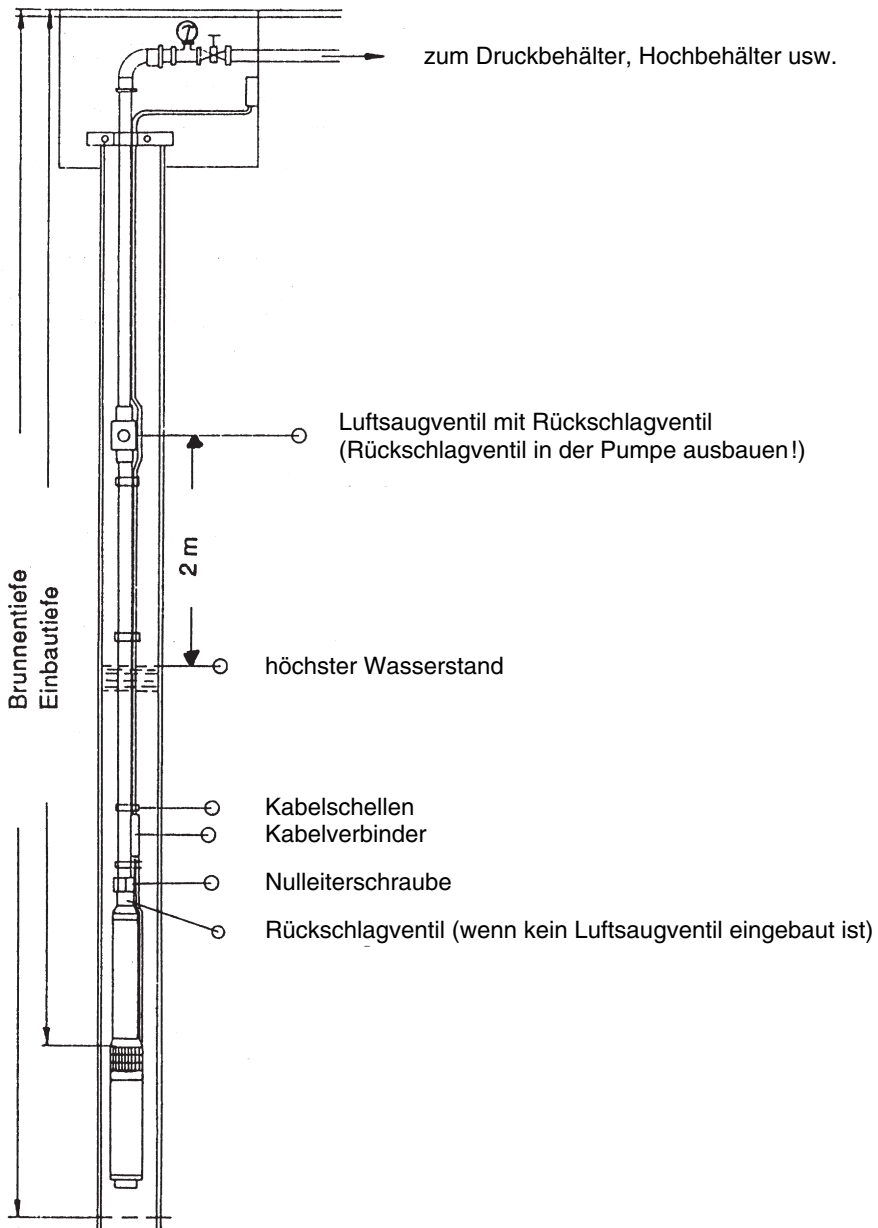 zum Druckbehälter, Hochbehälter usw.
Luftsaugventil mit Rückschlagventil
(Rückschlagventil in der Pumpe ausbauen!)
2 m
Brunnentiefe
Einbautiefe
höchster Wasserstand
Kabelschellen
Kabelverbinder
Nulleiterschraube
Rückschlagventil (wenn kein Luftsaugventil eingebaut ist)